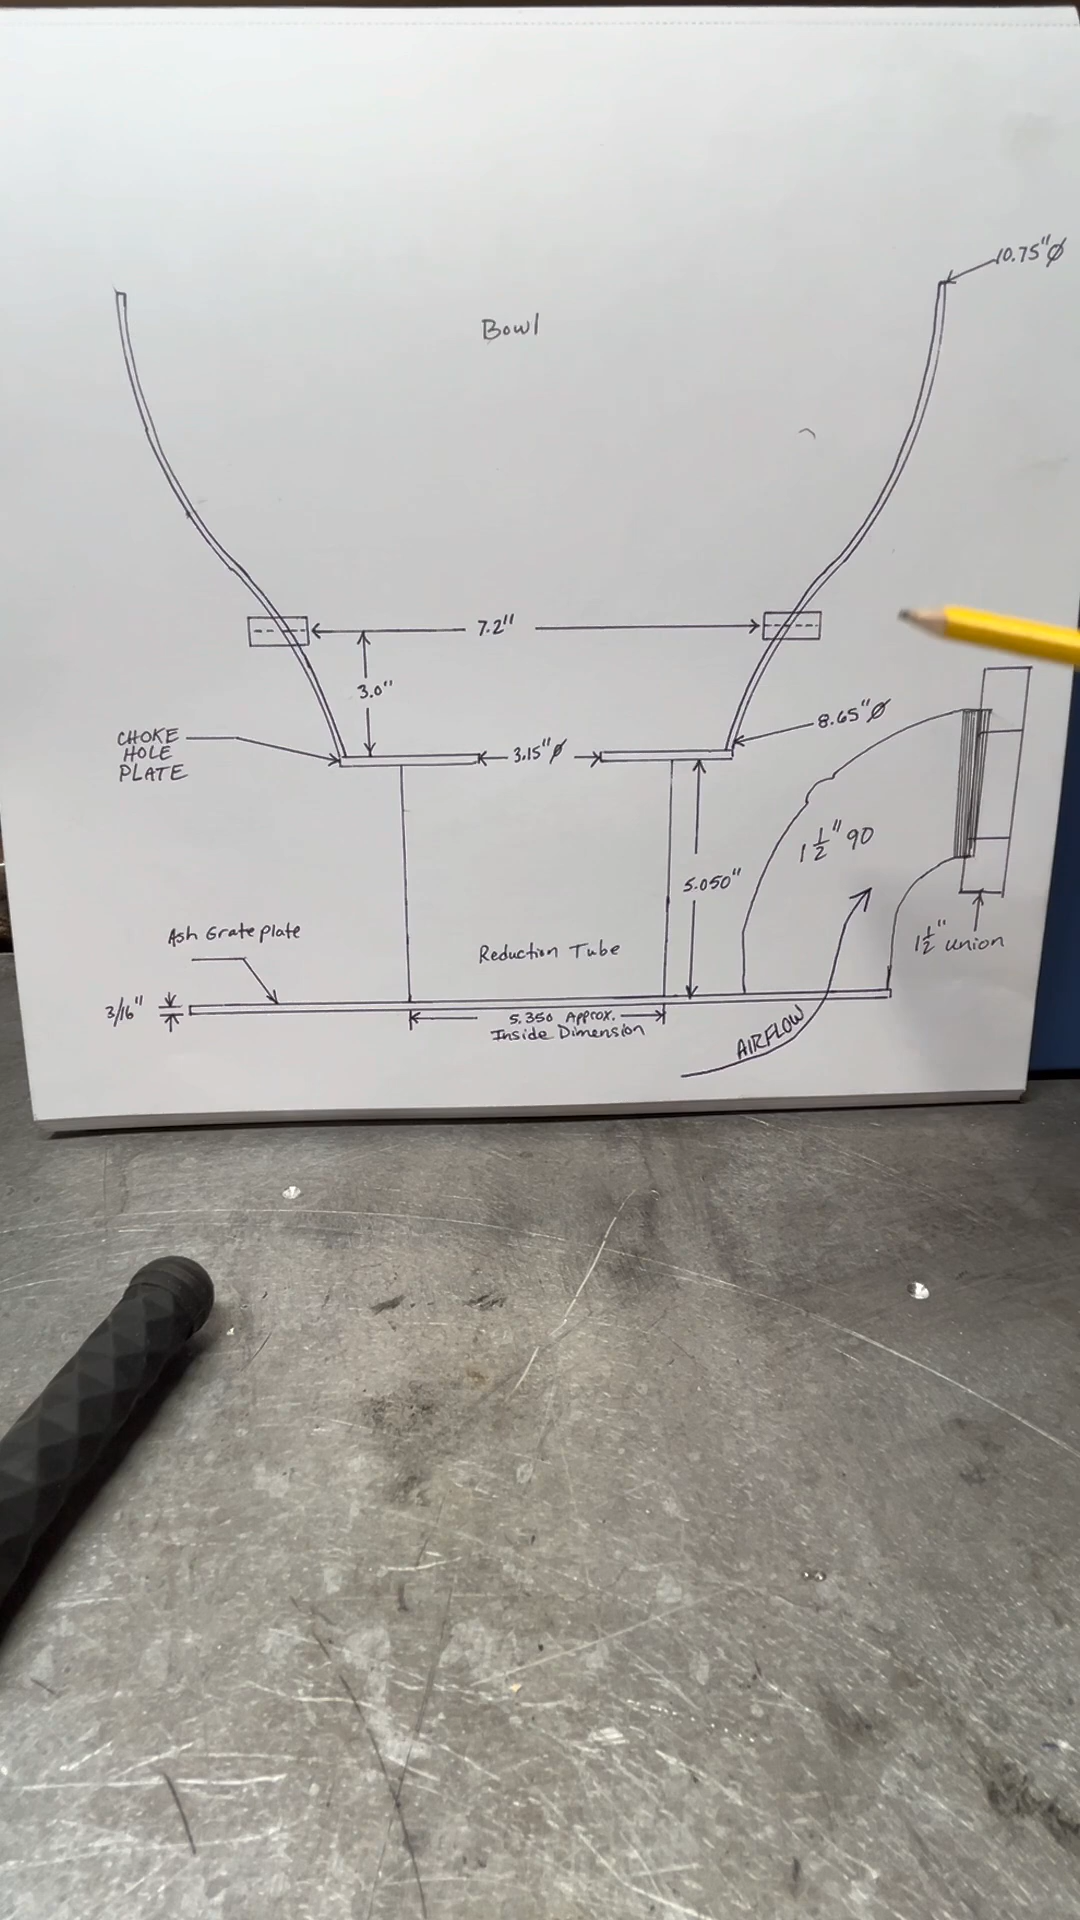 10.75"Ø
Bowl
7.2"
3.0"
8.65"Ø
CHOKE
HOLE
PLATE
3.15"Ø
1 1/2" 90
5.050"
Ash Grate plate
Reduction Tube
1 1/2" union
3/16"
5.350 Approx.
Inside Dimension
AIRFLOW